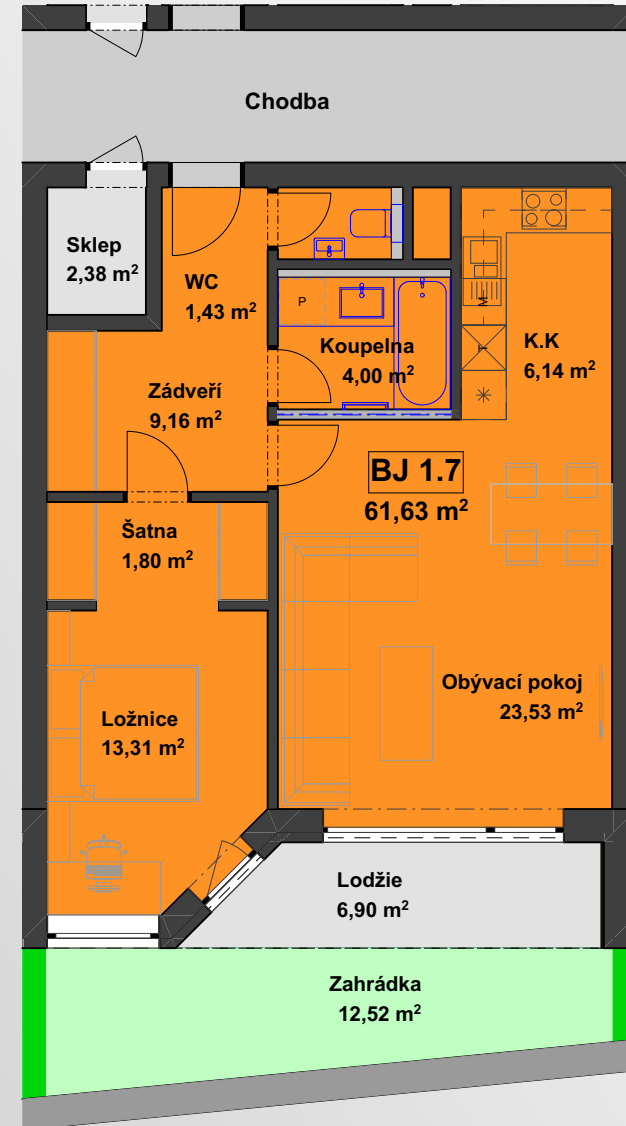 Chodba
Sklep
2,38 m²
WC
1,43 m²
P
Koupelna
4,00 m²
M
T
K.K
6,14 m²
Zádveří
9,16 m²
BJ 1.7
61,63 m²
Šatna
1,80 m²
Obývací pokoj
23,53 m²
Ložnice
13,31 m²
Lodžie
6,90 m²
Zahrádka
12,52 m²